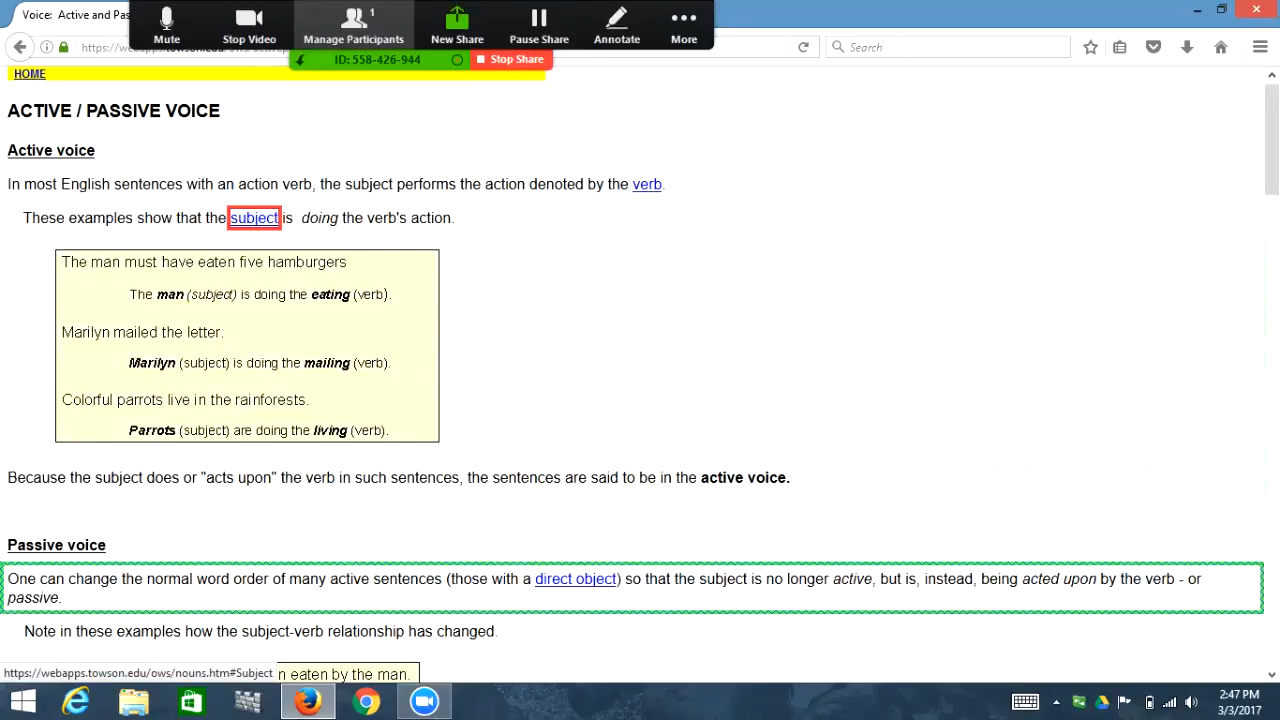 Voice: Active and Pas
Mute
Stop Video
1
Manage Participants
New Share
Pause Share
Annotate
More
ID: 558-426-944
Stop Share
Search
HOME
ACTIVE / PASSIVE VOICE
Active voice
In most English sentences with an action verb, the subject performs the action denoted by the verb.
These examples show that the subject is doing the verb's action.
The man must have eaten five hamburgers
The man (subject) is doing the eating (verb).
Marilyn mailed the letter.
Marilyn (subject) is doing the mailing (verb).
Colorful parrots live in the rainforests.
Parrots (subject) are doing the living (verb).
Because the subject does or "acts upon" the verb in such sentences, the sentences are said to be in the active voice.
Passive voice
One can change the normal word order of many active sentences (those with a direct object) so that the subject is no longer active, but is, instead, being acted upon by the verb - or
passive.
Note in these examples how the subject-verb relationship has changed.
https://webapps.towson.edu/ows/nouns.htm#Subject
n eaten by the man.
2:47 PM
3/3/2017